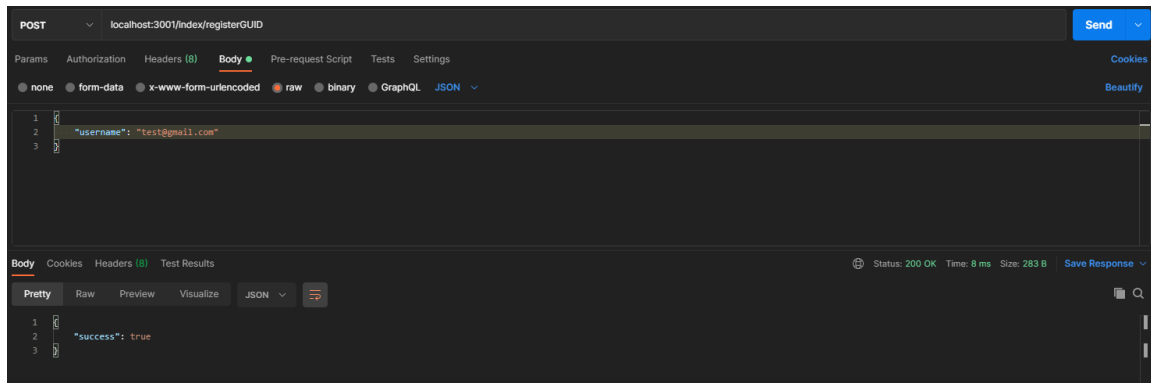 POST localhost:3001/index/registerGUID Send
Params Authorization Headers (8) Body Pre-request Script Tests Settings Cookies
none form-data x-www-form-urlencoded raw binary GraphQL JSON Beautify
1 {
2 "username": "test@gmail.com"
3 }
Body Cookies Headers (8) Test Results Status: 200 OK Time: 8 ms Size: 283 B Save Response
Pretty Raw Preview Visualize JSON
1 {
2 "success": true
3 }